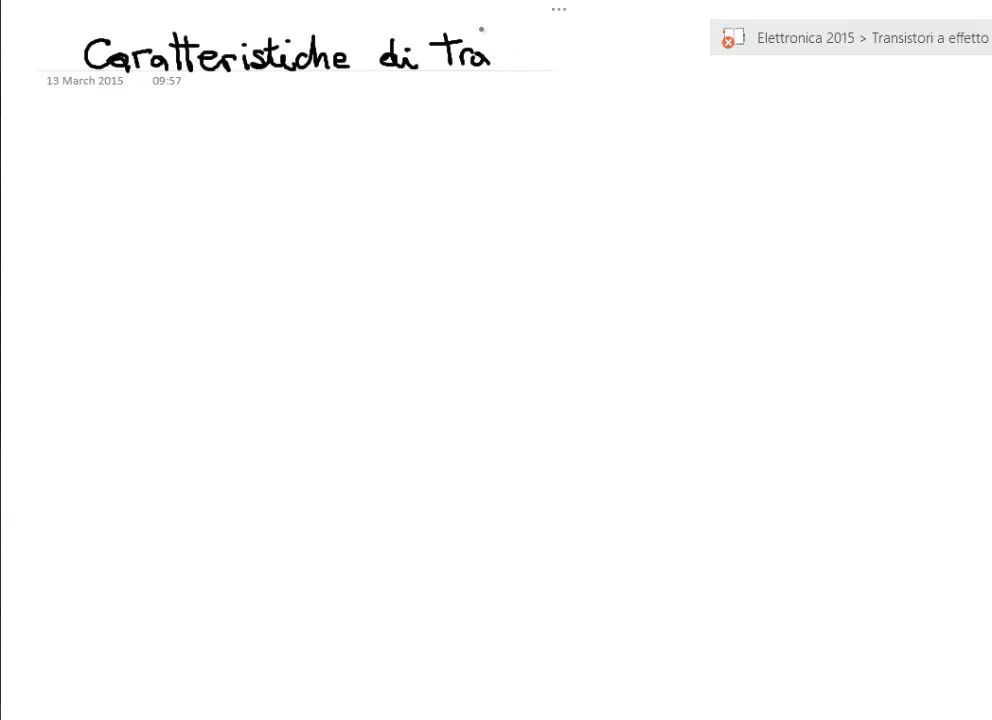 Caratteristiche di Tra
Elettronica 2015 > Transistori a effetto
13 March 2015 09:57